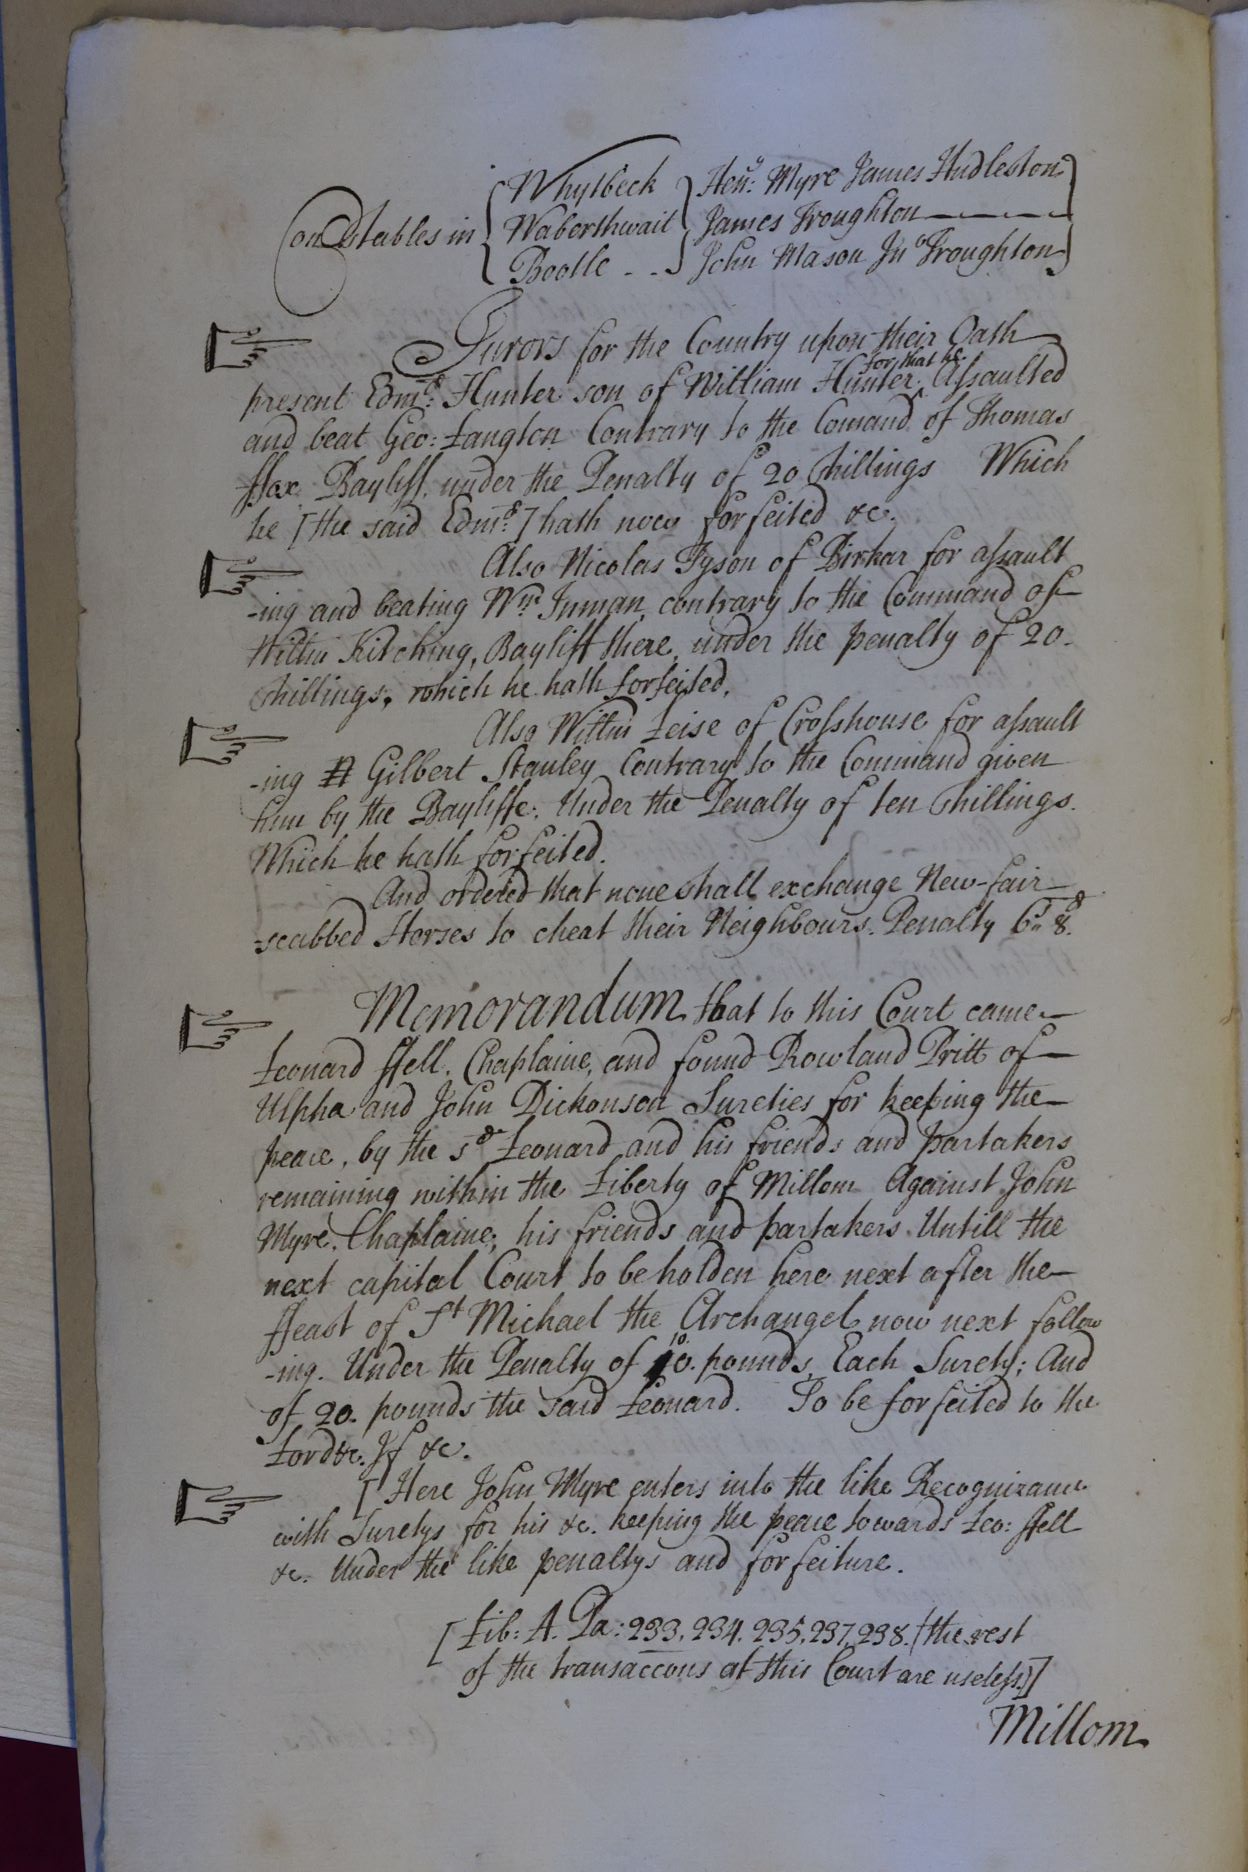 Constables in { Whytbeck } Hen:ʸ Myre James Hudleston
Waberthwait } James Troughton
Bootle } John Mason Jnº Troughton
Jurors for the Country upon their Oath
present Edm:ᵈ Hunter son of William Hunter ^for that he^ Assaulted
and beat Geo: Langton Contrary to the Comand of Thomas
ffox Bayliff, under the Penalty of 20 shillings Which
he [the said Edm:ᵈ] hath now forfeited &c.
Also Nicolas Tyson of Birkar for assault
-ing and beating Wᵐ Inman contrary to the Command of
Willm Kitching, Bayliff there, under the penalty of 20
shillings, which he hath forfeited.
Also Willm Leise of Crosshouse for assault
-ing Gilbert Stanley Contrary to the Command given
him by the Bayliffe. Under the Penalty of ten shillings.
Which he hath forfeited.
And ordered that none shall exchange New-fair
-scabbed Horses to cheat their Neighbours. Penalty 6ˢ 8ᵈ.
Memorandum that to this Court came
Leonard ffell, Chaplaine, and found Rowland Pritt of
Ulpha and John Dickonson Sureties for keeping the
peace, by the sᵈ Leonard and his friends and partakers
remaining within the Liberty of Millom Against John
Myre, Chaplaine, his friends and partakers Untill the
next capital Court to be holden here next after the
ffeast of Sᵗ Michael the Archangel now next follow
-ing. Under the Penalty of 10. pounds Each Surety; And
of 20. pounds the said Leonard. To be forfeited to the
Lord &c. If &c.
[Here John Myre enters into the like Recognizance
with Suretys for his &c. keeping the peace towards Leo: ffell
&c. Under the like penaltys and forfeiture.
[Lib: A. Pa: 233, 234, 235, 237, 238. (the rest
of the transaccons at this Court are useless)]
Millom